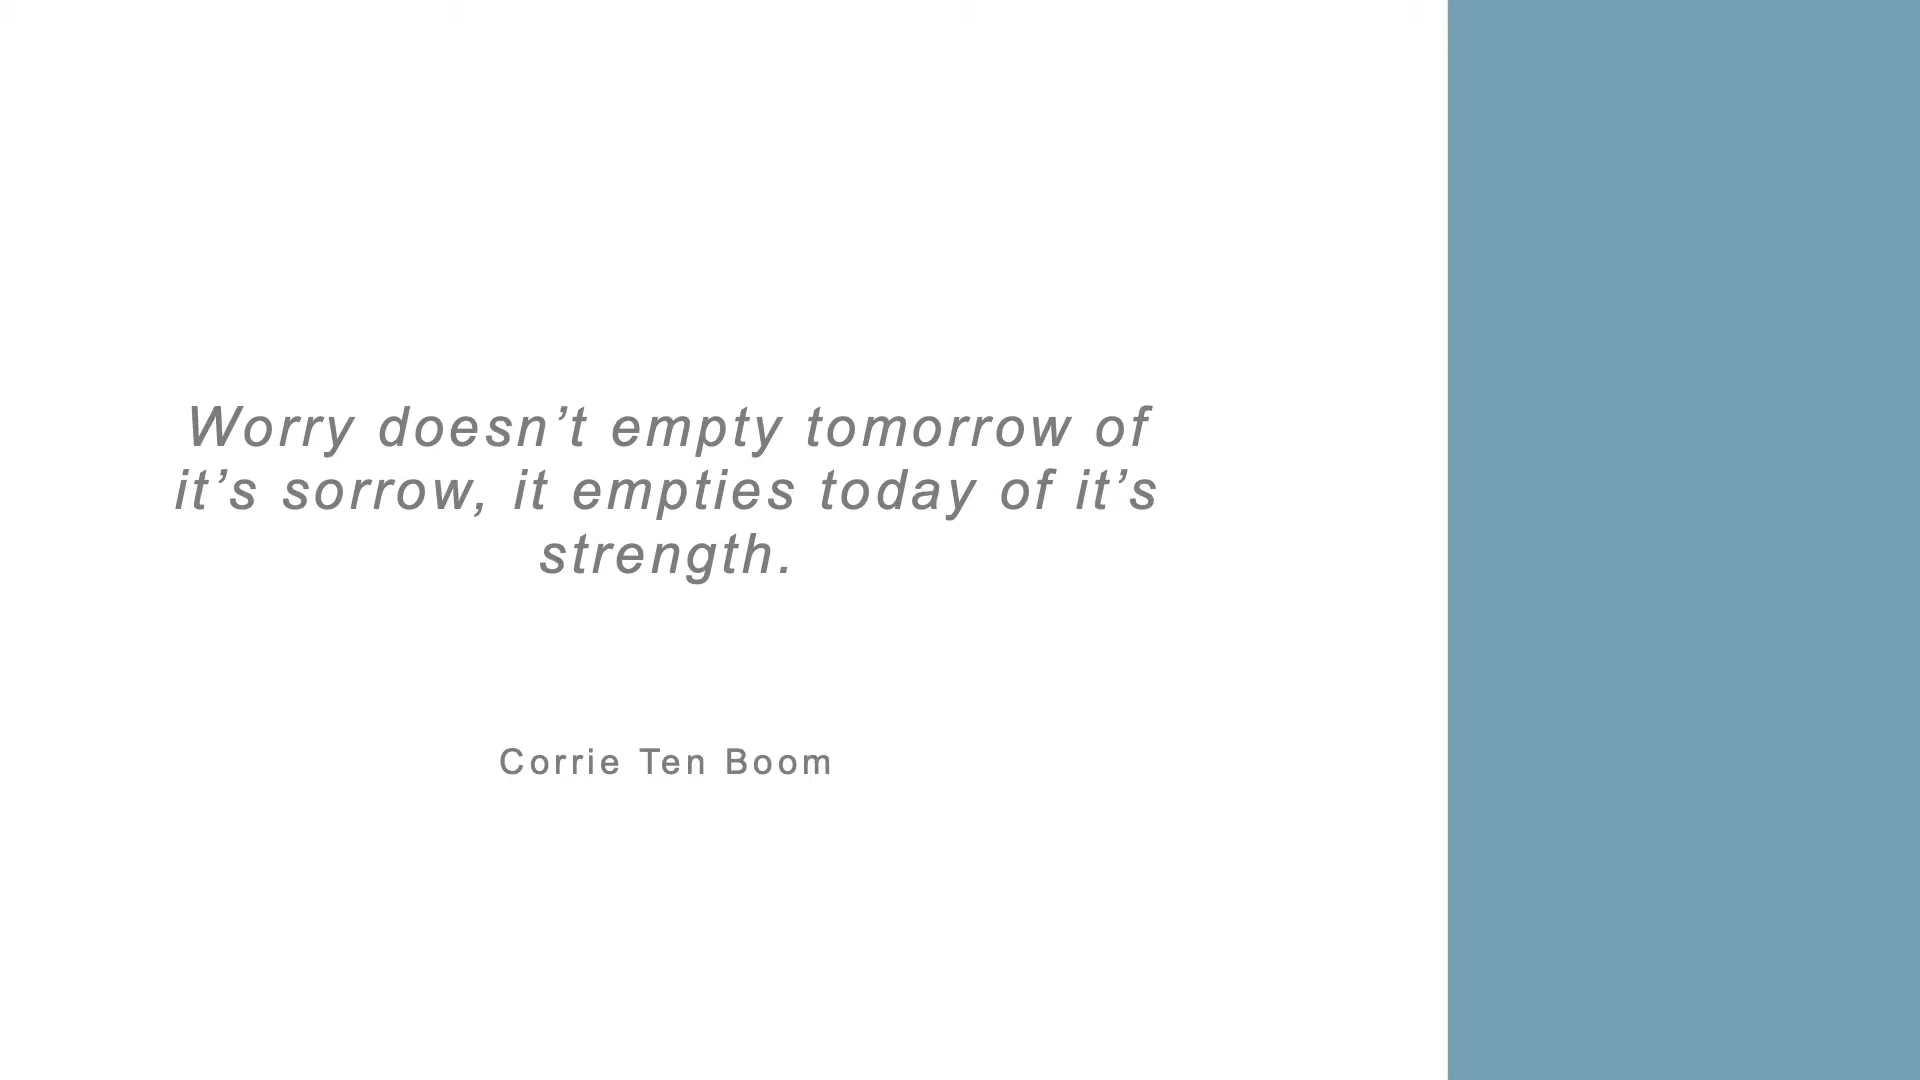 Worry doesn’t empty tomorrow of
it’s sorrow, it empties today of it’s
strength.
Corrie Ten Boom